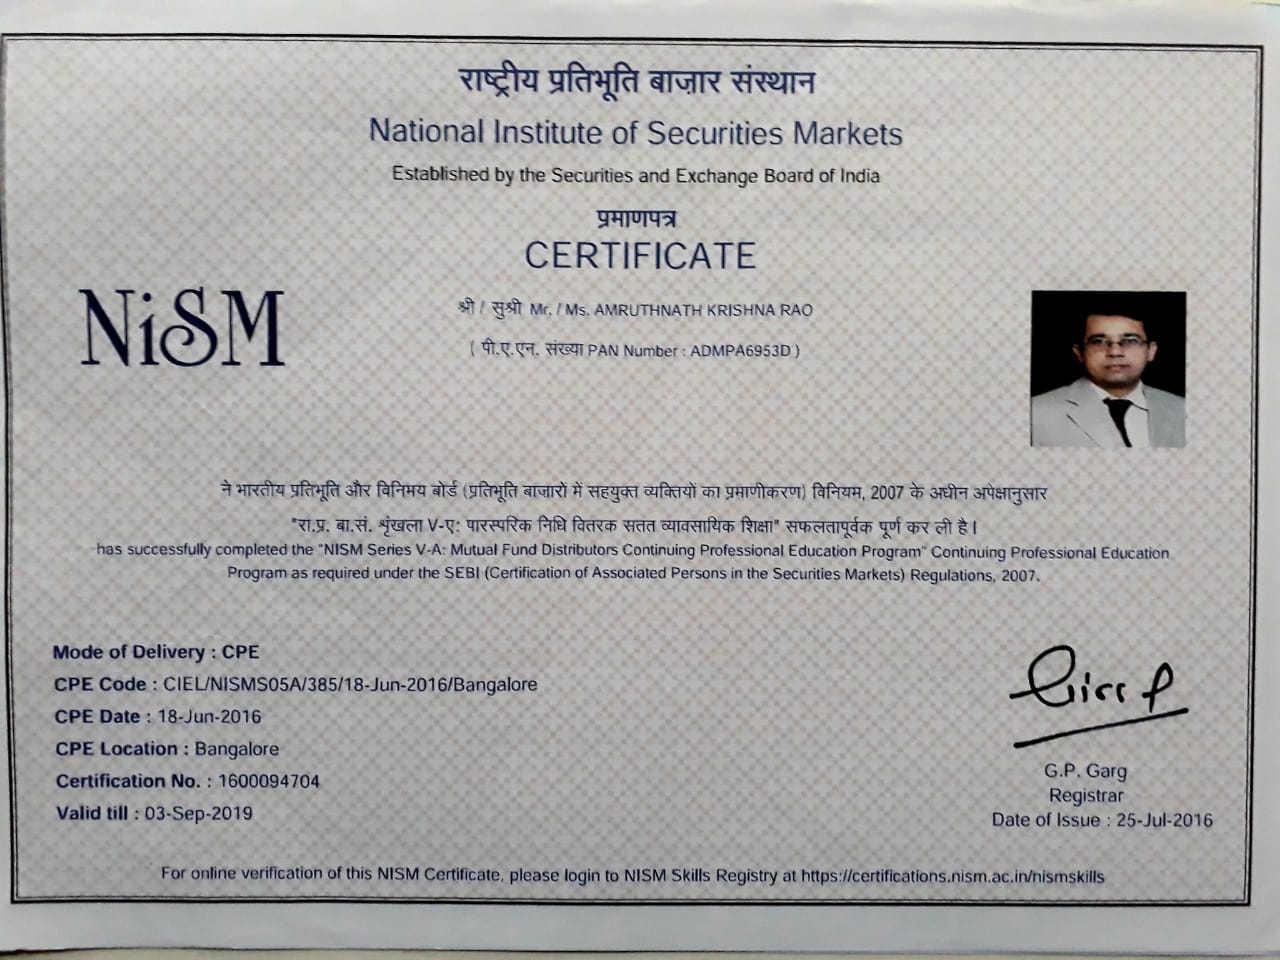 राष्ट्रीय प्रतिभूति बाज़ार संस्थान
National Institute of Securities Markets
Established by the Securities and Exchange Board of India
प्रमाणपत्र
CERTIFICATE
NiSM
श्री / सुश्री Mr. / Ms. AMRUTHNATH KRISHNA RAO
( पी.ए.एन. संख्या PAN Number : ADMPA6953D )
ने भारतीय प्रतिभूति और विनिमय बोर्ड (प्रतिभूति बाजारों में सहयुक्त व्यक्तियों का प्रमाणीकरण) विनियम, 2007 के अधीन अपेक्षानुसार
"रा.प्र. बा.सं. शृंखला V-ए: पारस्परिक निधि वितरक सतत व्यावसायिक शिक्षा" सफलतापूर्वक पूर्ण कर ली है।
has successfully completed the "NISM Series V-A: Mutual Fund Distributors Continuing Professional Education Program" Continuing Professional Education
Program as required under the SEBI (Certification of Associated Persons in the Securities Markets) Regulations, 2007.
Mode of Delivery : CPE
CPE Code : CIEL/NISMS05A/385/18-Jun-2016/Bangalore
CPE Date : 18-Jun-2016
CPE Location : Bangalore
Certification No. : 1600094704
Valid till : 03-Sep-2019
G.P. Garg
Registrar
Date of Issue : 25-Jul-2016
For online verification of this NISM Certificate, please login to NISM Skills Registry at https://certifications.nism.ac.in/nismskills